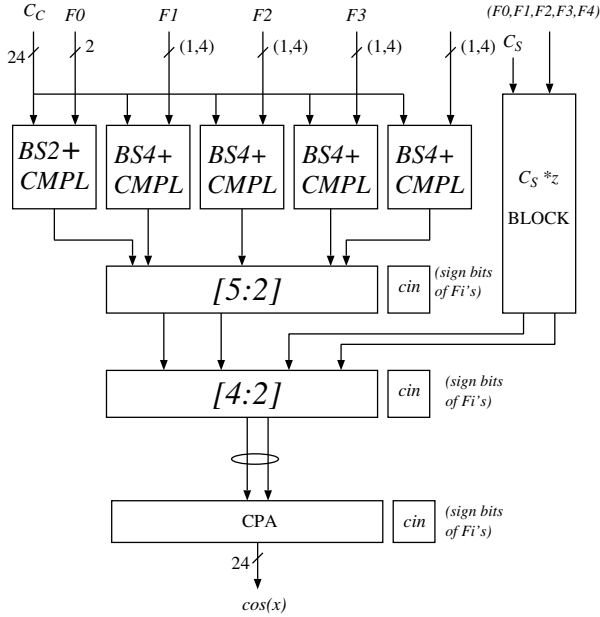 C_C F0 F1 F2 F3 (F0,F1,F2,F3,F4)
C_S
24 2 (1,4) (1,4) (1,4) (1,4)
BS2+ BS4+ BS4+ BS4+ BS4+
CMPL CMPL CMPL CMPL CMPL
C_S *z
BLOCK
[5:2] cin (sign bits
of Fi's)
[4:2] cin (sign bits
of Fi's)
CPA cin (sign bits
of Fi's)
24
cos(x)